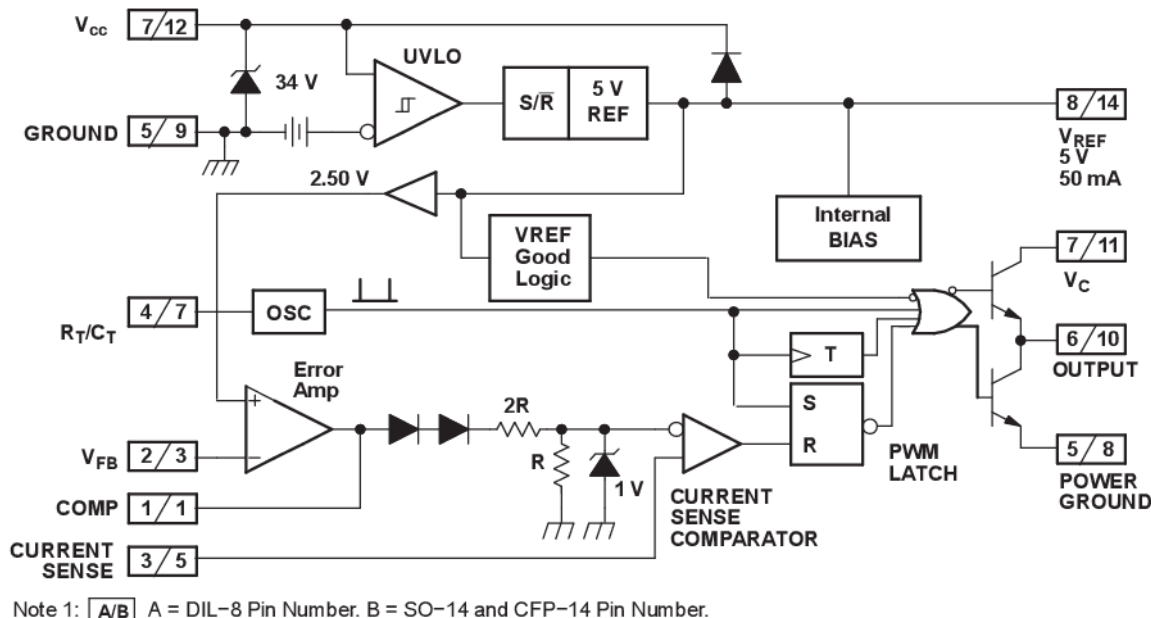 Vcc
7/12
UVLO
34 V
S/R̅
5 V
REF
8/14
GROUND
5/9
VREF
5 V
50 mA
2.50 V
Internal
BIAS
VREF
Good
Logic
7/11
VC
4/7
RT/CT
OSC
T
6/10
OUTPUT
Error
Amp
+
−
2R
R
1 V
S
R
VFB
2/3
PWM
LATCH
5/8
POWER
GROUND
COMP
1/1
CURRENT
SENSE
COMPARATOR
CURRENT
SENSE
3/5
Note 1: A/B A = DIL−8 Pin Number. B = SO−14 and CFP−14 Pin Number.